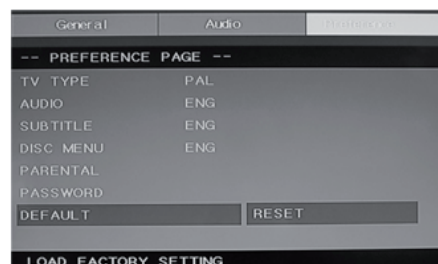 General Audio
-- PREFERENCE PAGE --
TV TYPE PAL
AUDIO ENG
SUBTITLE ENG
DISC MENU ENG
PARENTAL
PASSWORD
DEFAULT RESET
LOAD FACTORY SETTING